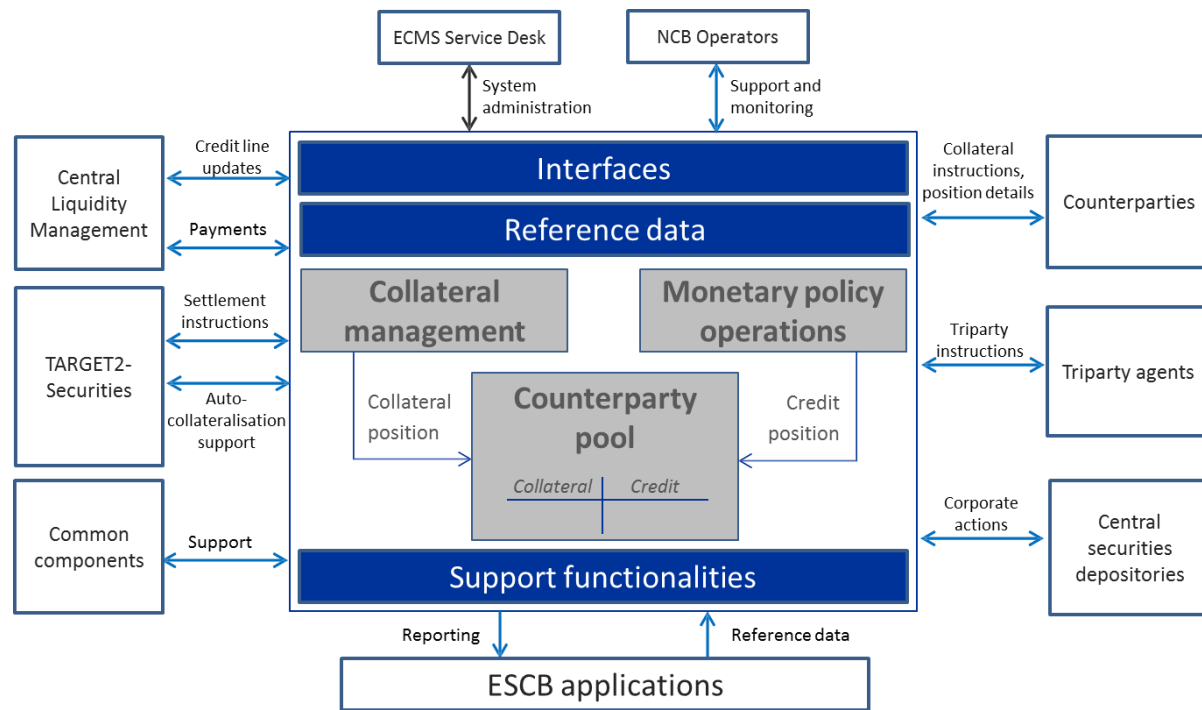 ECMS Service Desk
NCB Operators
System
administration
Support and
monitoring
Central
Liquidity
Management
Credit line
updates
Payments
TARGET2-
Securities
Settlement
instructions
Auto-
collateralisation
support
Common
components
Support
Interfaces
Reference data
Collateral
management
Monetary policy
operations
Collateral
position
Counterparty
pool
Collateral
Credit
Credit
position
Support functionalities
Collateral
instructions,
position details
Counterparties
Triparty
instructions
Triparty agents
Corporate
actions
Central
securities
depositories
Reporting
Reference data
ESCB applications